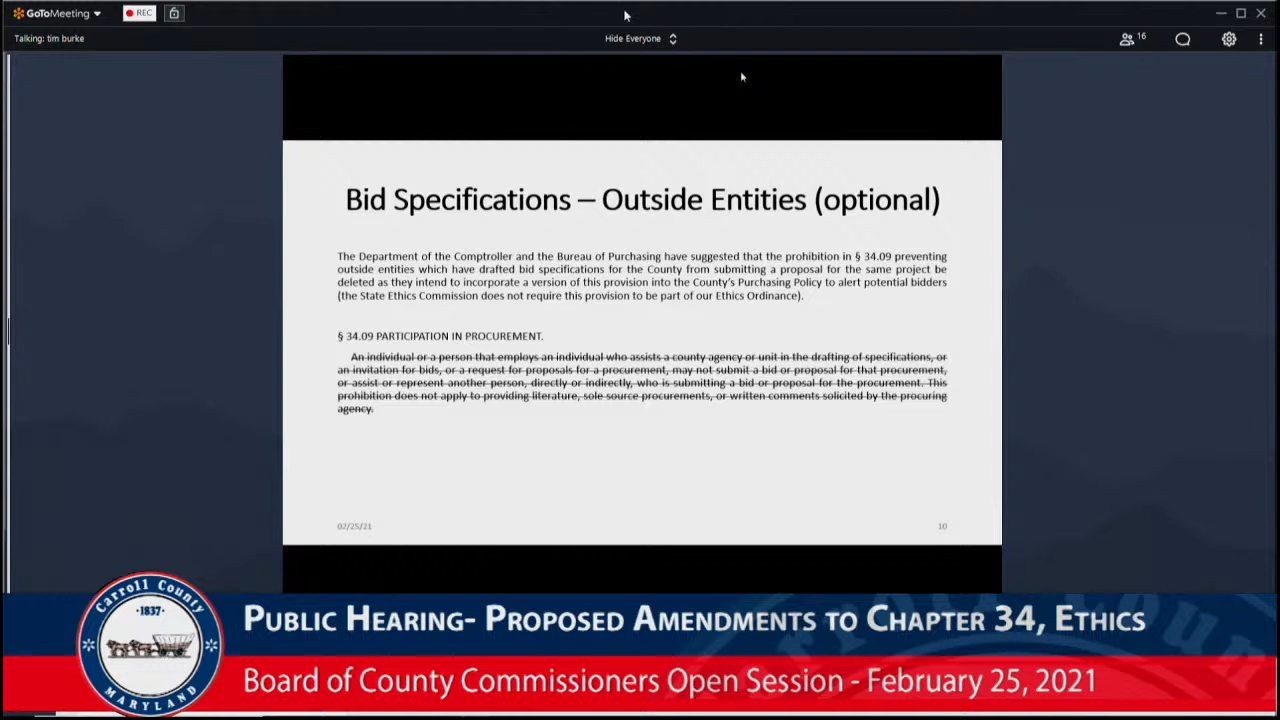 GoToMeeting
REC
Talking: tim burke
Hide Everyone
16
Bid Specifications – Outside Entities (optional)
The Department of the Comptroller and the Bureau of Purchasing have suggested that the prohibition in § 34.09 preventing
outside entities which have drafted bid specifications for the County from submitting a proposal for the same project be
deleted as they intend to incorporate a version of this provision into the County's Purchasing Policy to alert potential bidders
(the State Ethics Commission does not require this provision to be part of our Ethics Ordinance).
§ 34.09 PARTICIPATION IN PROCUREMENT.
An individual or a person that employs an individual who assists a county agency or unit in the drafting of specifications, or
an invitation for bids, or a request for proposals for a procurement, may not submit a bid or proposal for that procurement,
or assist or represent another person, directly or indirectly, who is submitting a bid or proposal for the procurement. This
prohibition does not apply to providing literature, sole source procurements, or written comments solicited by the procuring
agency.
02/25/21
10
Carroll County
·1837·
MARYLAND
Public Hearing- Proposed Amendments to Chapter 34, Ethics
Board of County Commissioners Open Session - February 25, 2021